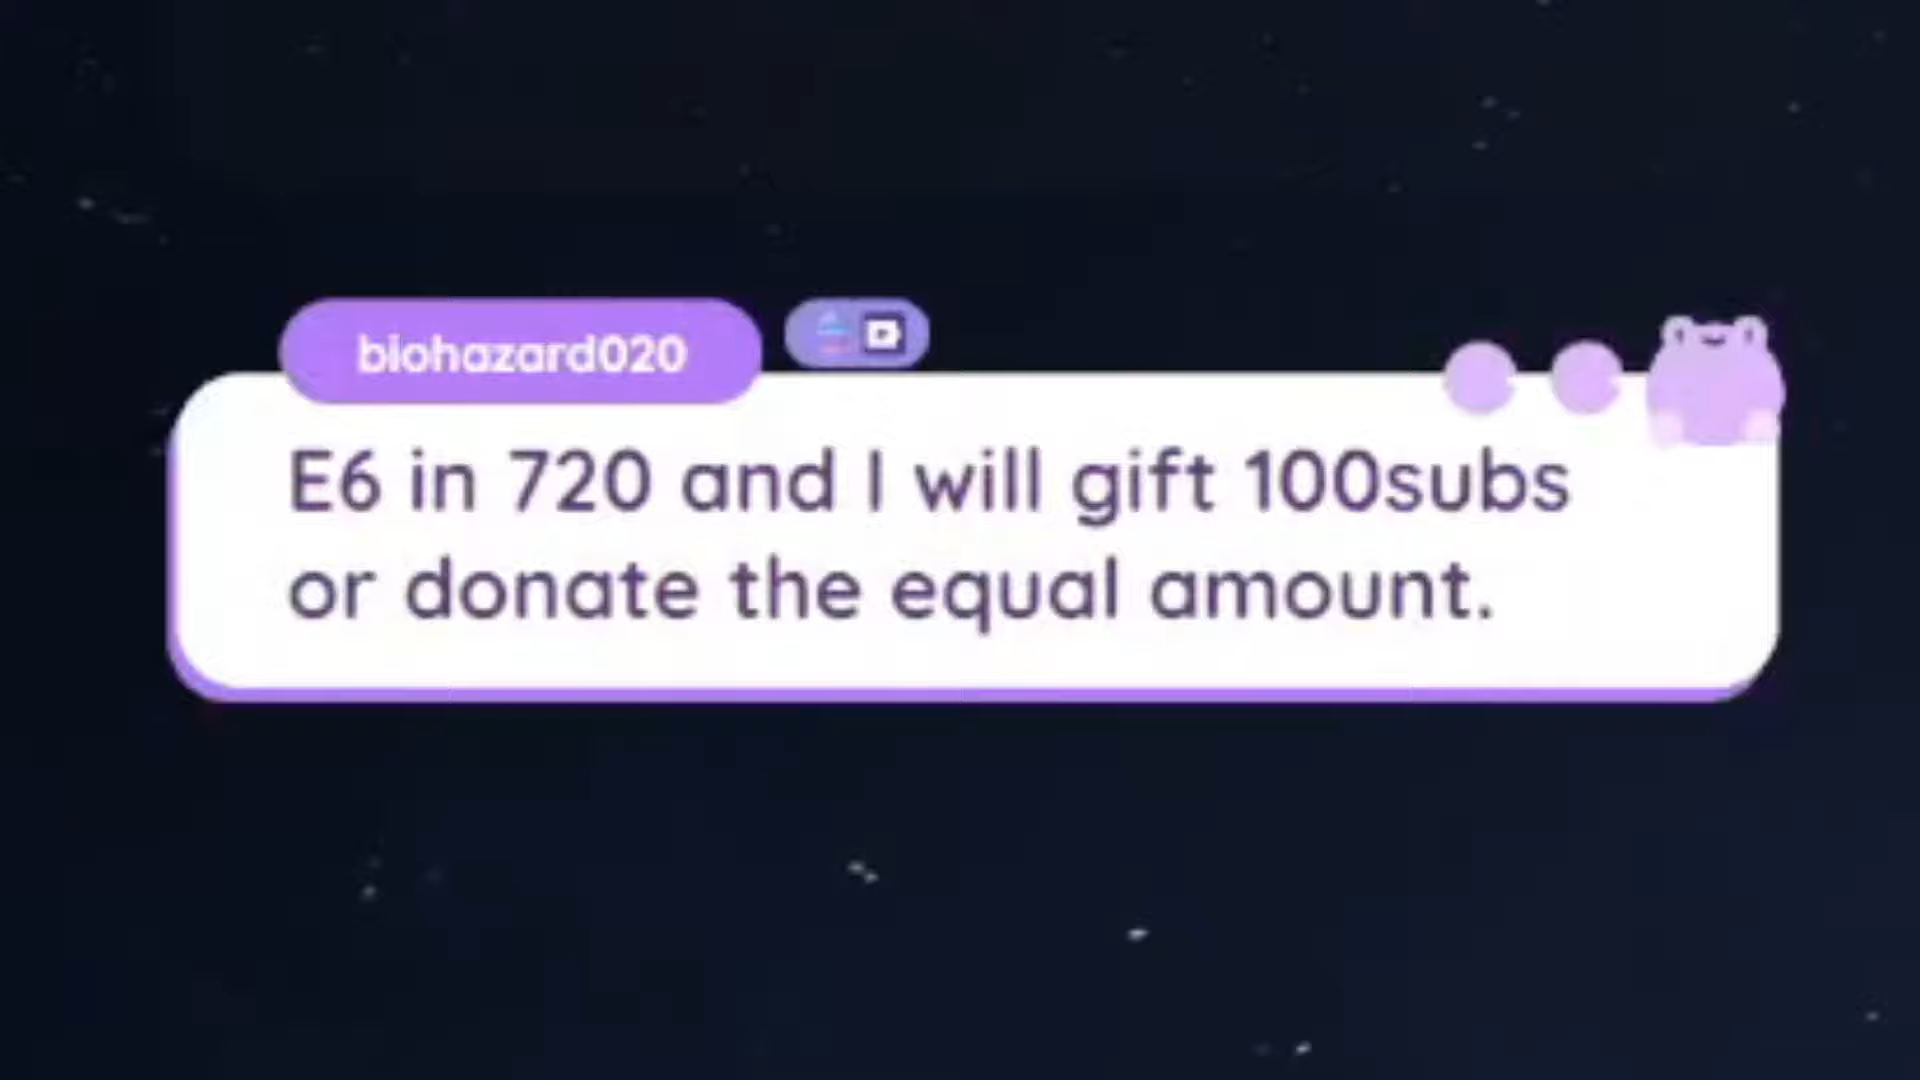 biohazard020
E6 in 720 and I will gift 100subs
or donate the equal amount.